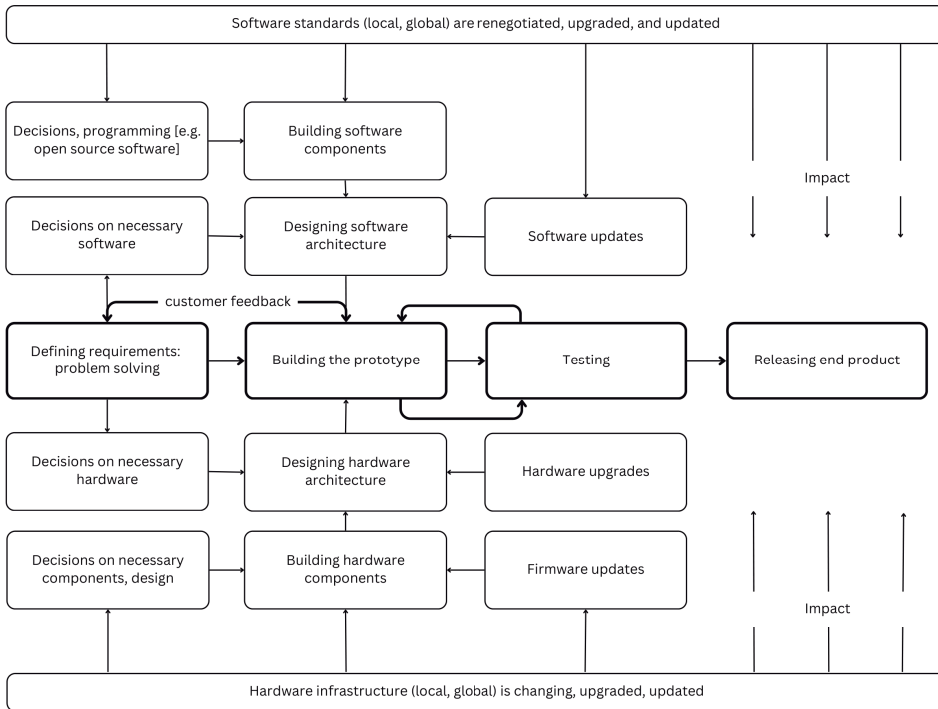 Software standards (local, global) are renegotiated, upgraded, and updated
Decisions, programming [e.g.
open source software]
Building software
components
Impact
Decisions on necessary
software
Designing software
architecture
Software updates
customer feedback
Defining requirements:
problem solving
Building the prototype
Testing
Releasing end product
Decisions on necessary
hardware
Designing hardware
architecture
Hardware upgrades
Decisions on necessary
components, design
Building hardware
components
Firmware updates
Impact
Hardware infrastructure (local, global) is changing, upgraded, updated